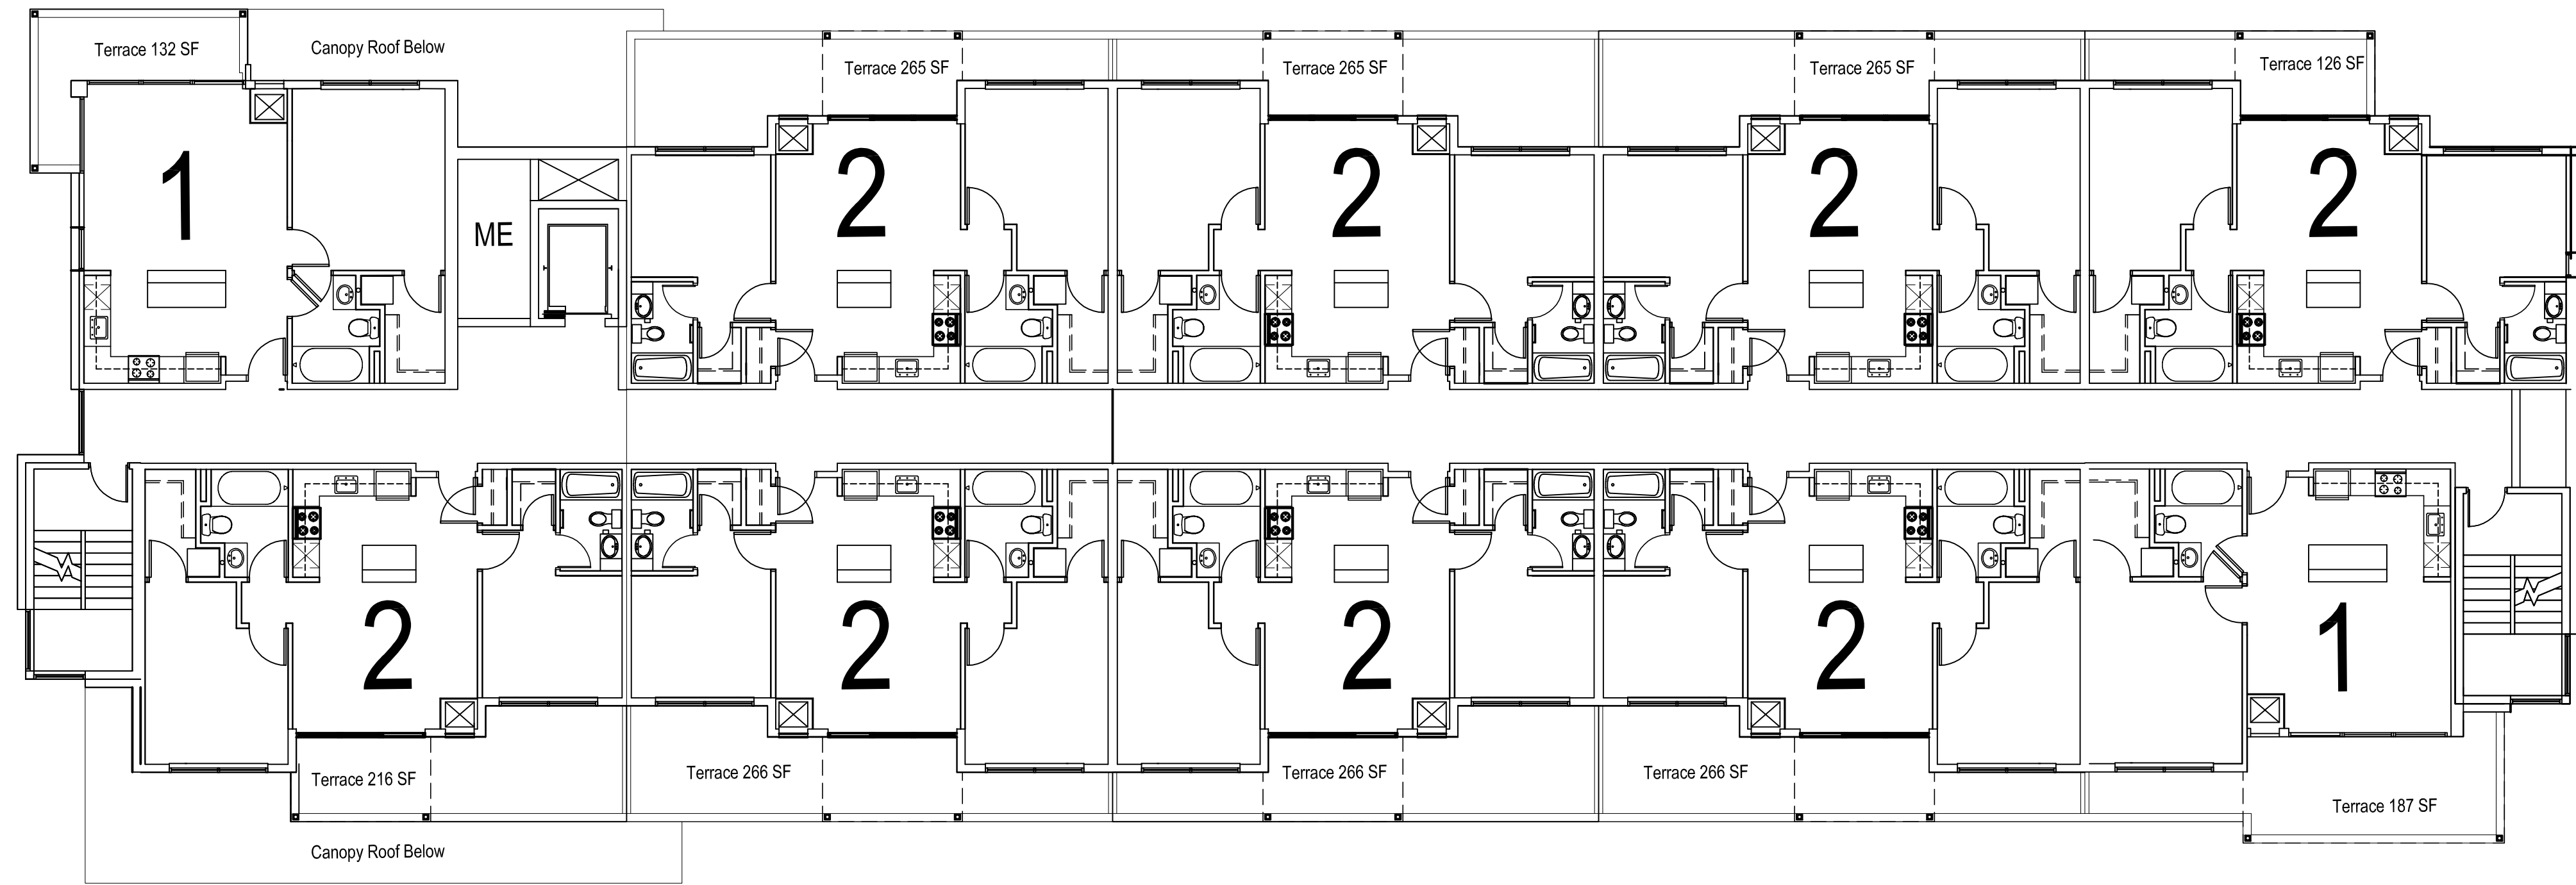 Terrace 132 SF
Canopy Roof Below
Terrace 265 SF
Terrace 265 SF
Terrace 265 SF
Terrace 126 SF
1
2
2
2
2
ME
2
2
2
2
1
Terrace 216 SF
Terrace 266 SF
Terrace 266 SF
Terrace 266 SF
Terrace 187 SF
Canopy Roof Below